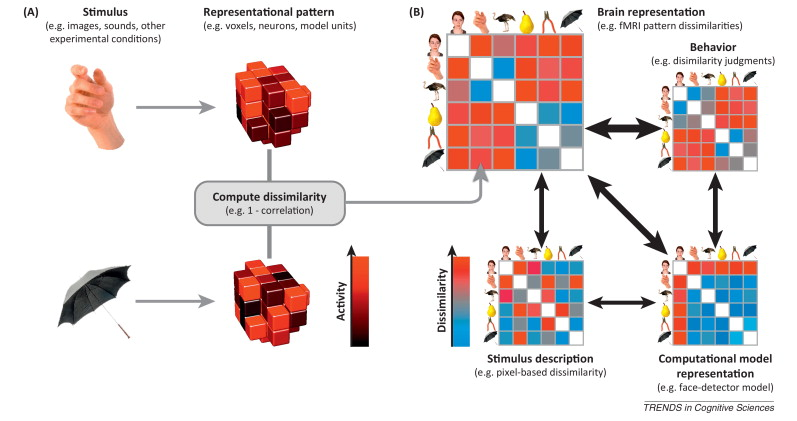 (A)
Stimulus
(e.g. images, sounds, other
experimental conditions)
Representational pattern
(e.g. voxels, neurons, model units)
Compute dissimilarity
(e.g. 1 - correlation)
Activity
(B)
Brain representation
(e.g. fMRI pattern dissimilarities)
Behavior
(e.g. disimilarity judgments)
Dissimilarity
Stimulus description
(e.g. pixel-based dissimilarity)
Computational model
representation
(e.g. face-detector model)
TRENDS in Cognitive Sciences